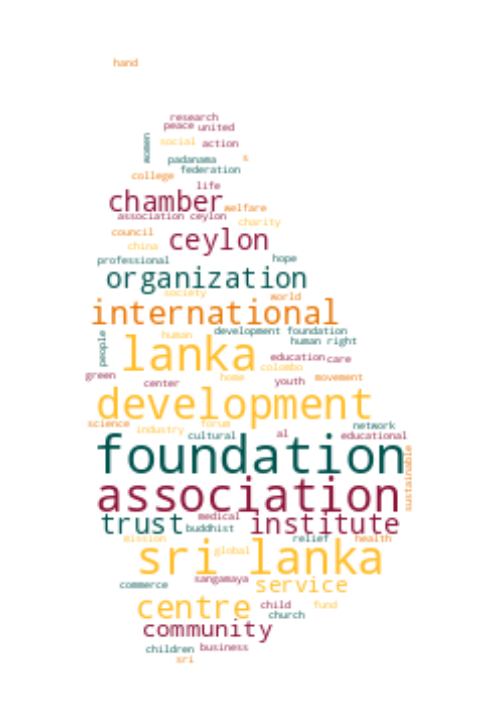 hand
research
peace united
women
social action
padanama s
federation
college
life
chamber welfare
association ceylon
charity
council
ceylon
china
professional hope
organization
society world
international
development foundation
people human human right
lanka
education care
colombo
green home youth movement
center
development
science forum network
industry cultural al educational
foundation
sustainable
association
medical
trust buddhist institute
mission relief health
sri lanka
global
sangamaya
commerce service
centre child fund
church
community
children business
sri